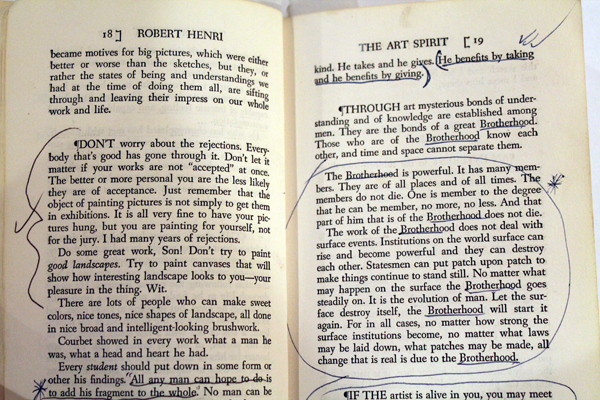 18] ROBERT HENRI
became motives for big pictures, which were either
better or worse than the sketches, but they, or
rather the states of being and understandings we
had at the time of doing them all, are sifting
through and leaving their impress on our whole
work and life.
¶DON'T worry about the rejections. Every-
body that's good has gone through it. Don't let it
matter if your works are not "accepted" at once.
The better or more personal you are the less likely
they are of acceptance. Just remember that the
object of painting pictures is not simply to get them
in exhibitions. It is all very fine to have your pic-
tures hung, but you are painting for yourself, not
for the jury. I had many years of rejections.
Do some great work, Son! Don't try to paint
good landscapes. Try to paint canvases that will
show how interesting landscape looks to you—your
pleasure in the thing. Wit.
There are lots of people who can make sweet
colors, nice tones, nice shapes of landscape, all done
in nice broad and intelligent-looking brushwork.
Courbet showed in every work what a man he
was, what a head and heart he had.
Every student should put down in some form or
other his findings. "All any man can hope to do is
to add his fragment to the whole." No man can be
THE ART SPIRIT [19
kind. He takes and he gives. (He benefits by taking
and he benefits by giving.)
¶THROUGH art mysterious bonds of under-
standing and of knowledge are established among
men. They are the bonds of a great Brotherhood.
Those who are of the Brotherhood know each
other, and time and space cannot separate them.
The Brotherhood is powerful. It has many mem-
bers. They are of all places and of all times. The
members do not die. One is member to the degree
that he can be member, no more, no less. And that
part of him that is of the Brotherhood does not die.
The work of the Brotherhood does not deal with
surface events. Institutions on the world surface can
rise and become powerful and they can destroy
each other. Statesmen can put patch upon patch to
make things continue to stand still. No matter what
may happen on the surface the Brotherhood goes
steadily on. It is the evolution of man. Let the sur-
face destroy itself, the Brotherhood will start it
again. For in all cases, no matter how strong the
surface institutions become, no matter what laws
may be laid down, what patches may be made, all
change that is real is due to the Brotherhood.
¶IF THE artist is alive in you, you may meet